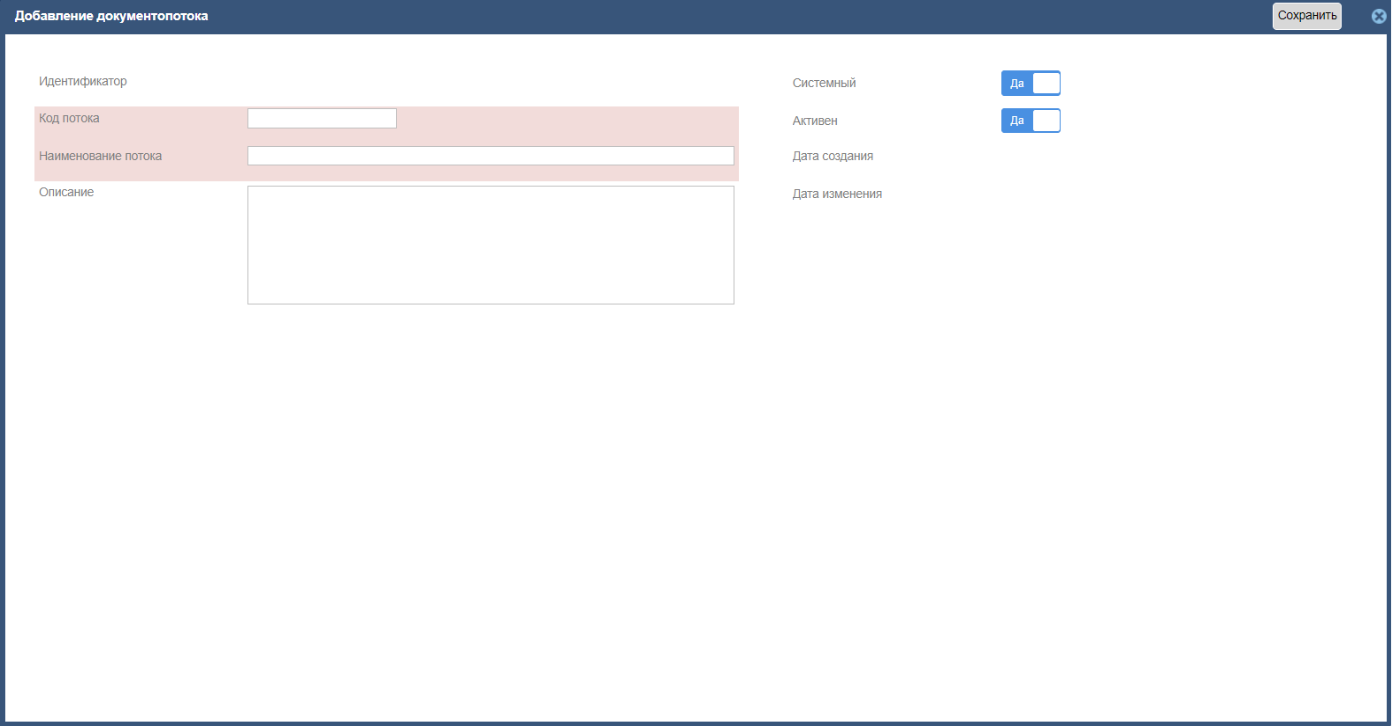 Добавление документопотока
Сохранить
Идентификатор
Код потока
Наименование потока
Описание
Системный
Да
Активен
Да
Дата создания
Дата изменения